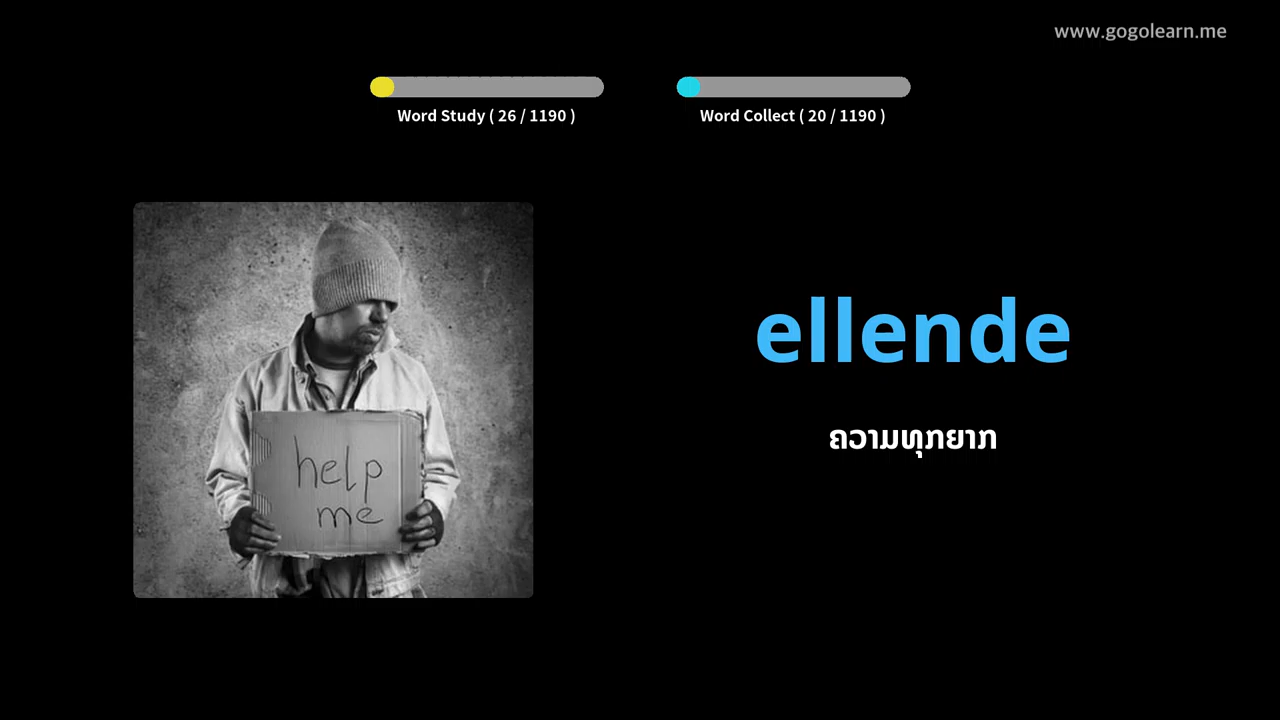 www.gogolearn.me
Word Study ( 26 / 1190 )
Word Collect ( 20 / 1190 )
help
me
ellende
ຄວາມທຸກຍາກ